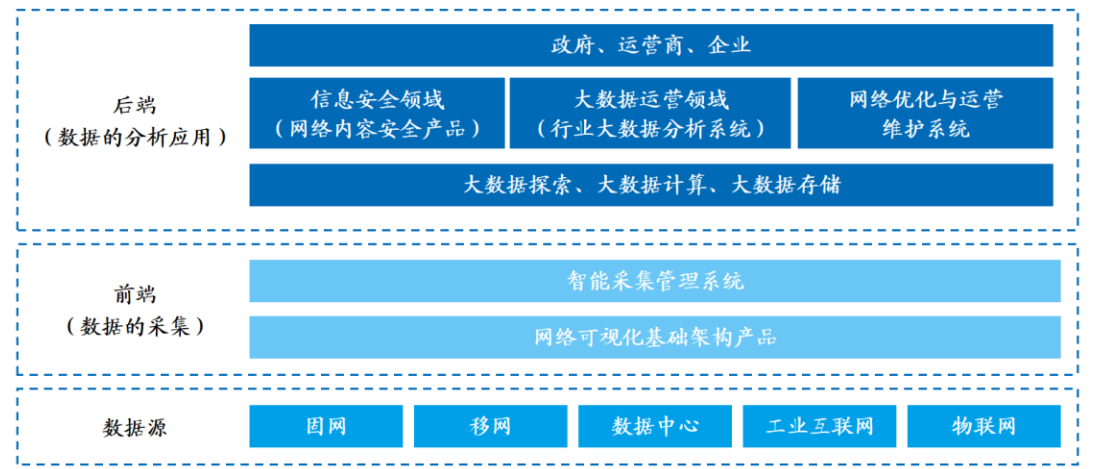 政府、运营商、企业
后端
(数据的分析应用)
信息安全领域
(网络内容安全产品)
大数据运营领域
(行业大数据分析系统)
网络优化与运营
维护系统
大数据探索、大数据计算、大数据存储
前端
(数据的采集)
智能采集管理系统
网络可视化基础架构产品
数据源
固网
移网
数据中心
工业互联网
物联网